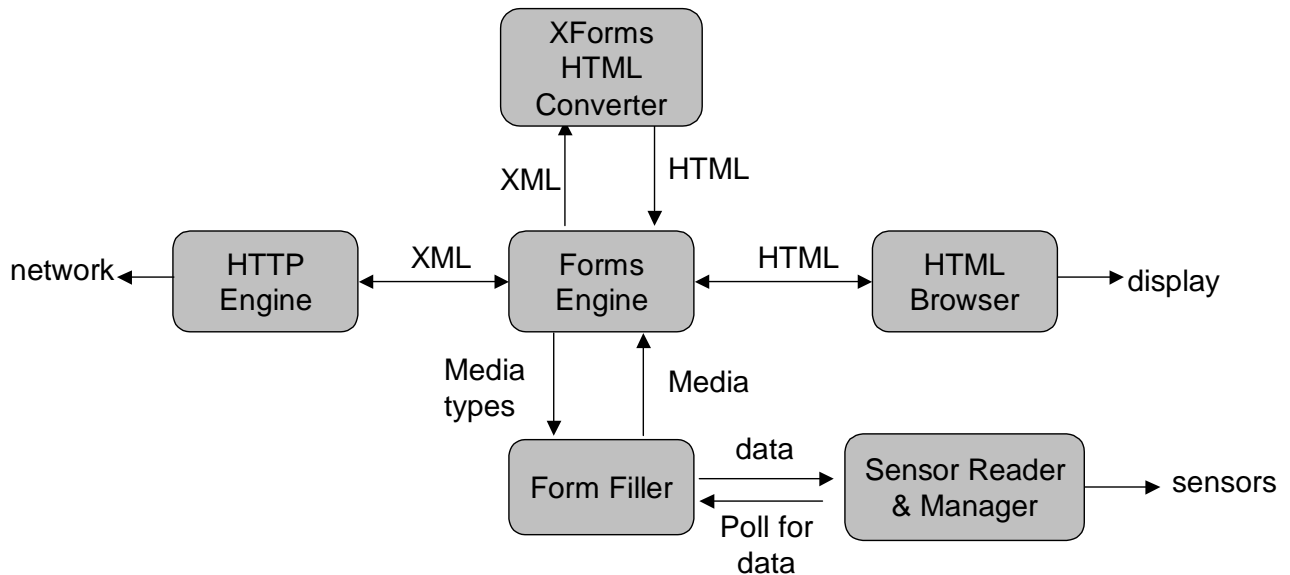 XForms
HTML
Converter
XML
HTML
network
HTTP
Engine
XML
Forms
Engine
HTML
HTML
Browser
display
Media
types
Media
Form Filler
data
Poll for
data
Sensor Reader
& Manager
sensors